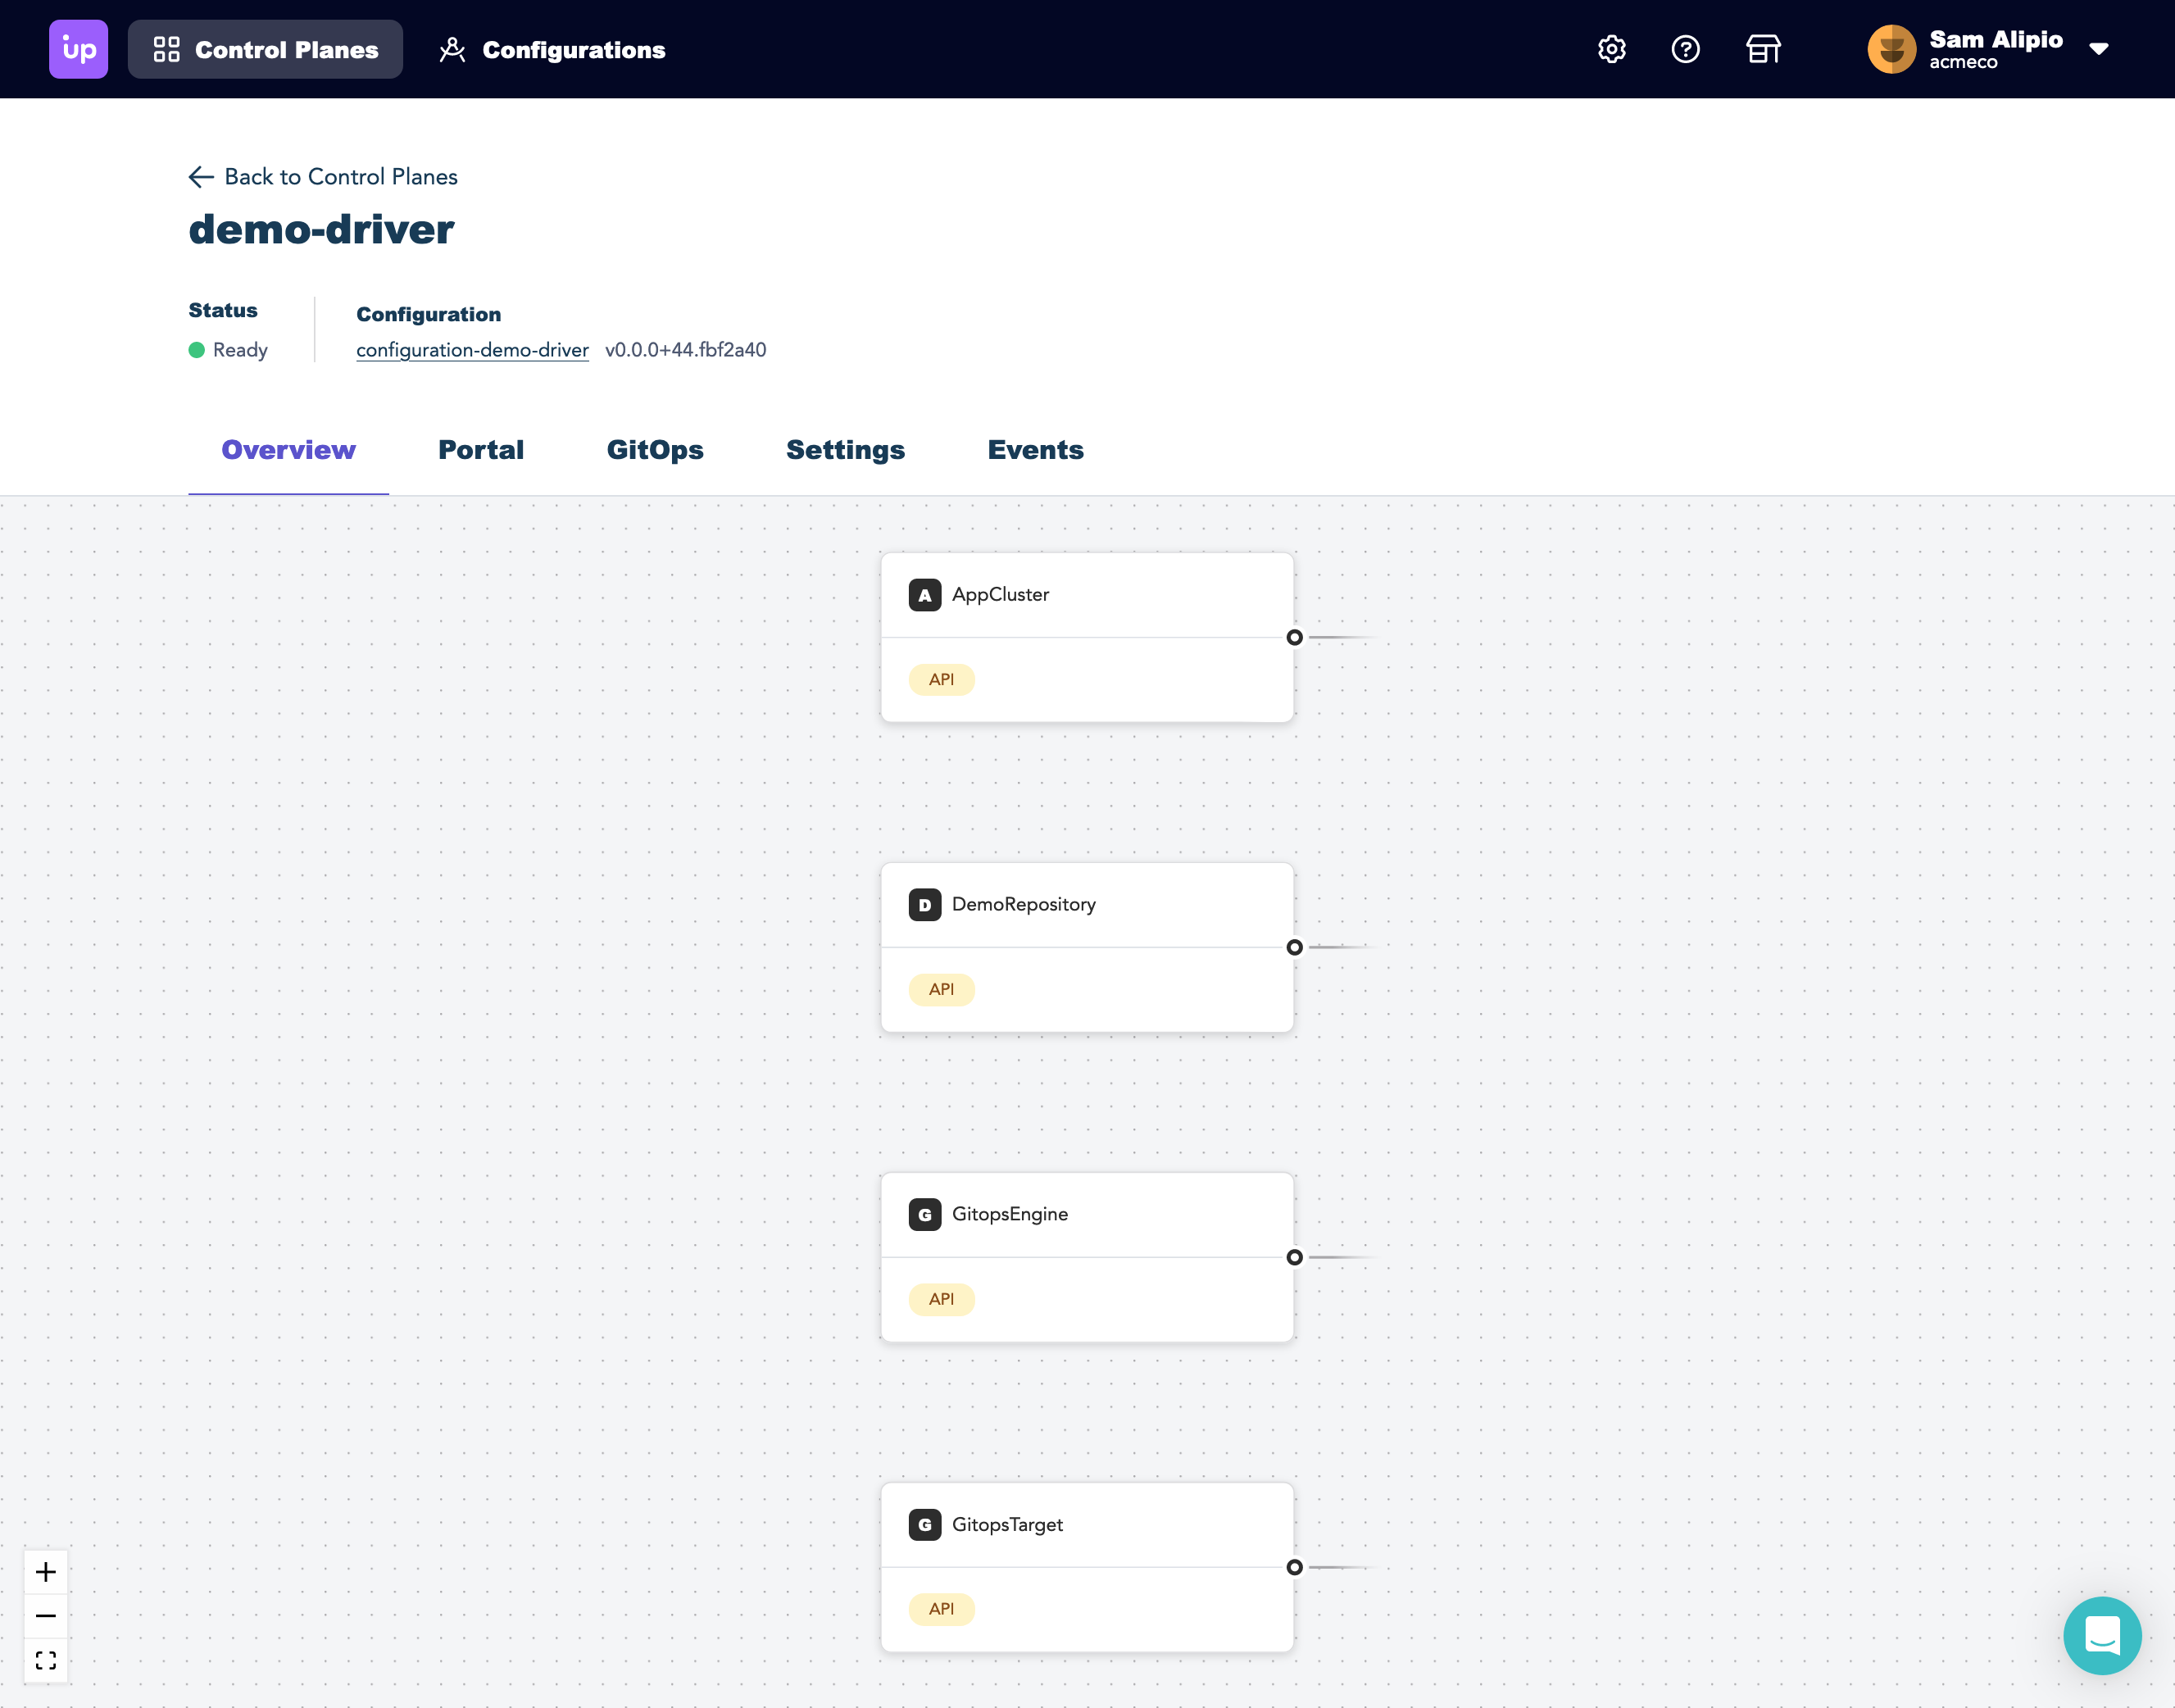 up
Control Planes
Configurations
Sam Alipio
acmeco
Back to Control Planes
demo-driver
Status
Configuration
Ready
configuration-demo-driver v0.0.0+44.fbf2a40
Overview
Portal
GitOps
Settings
Events
A AppCluster
API
D DemoRepository
API
G GitopsEngine
API
G GitopsTarget
API